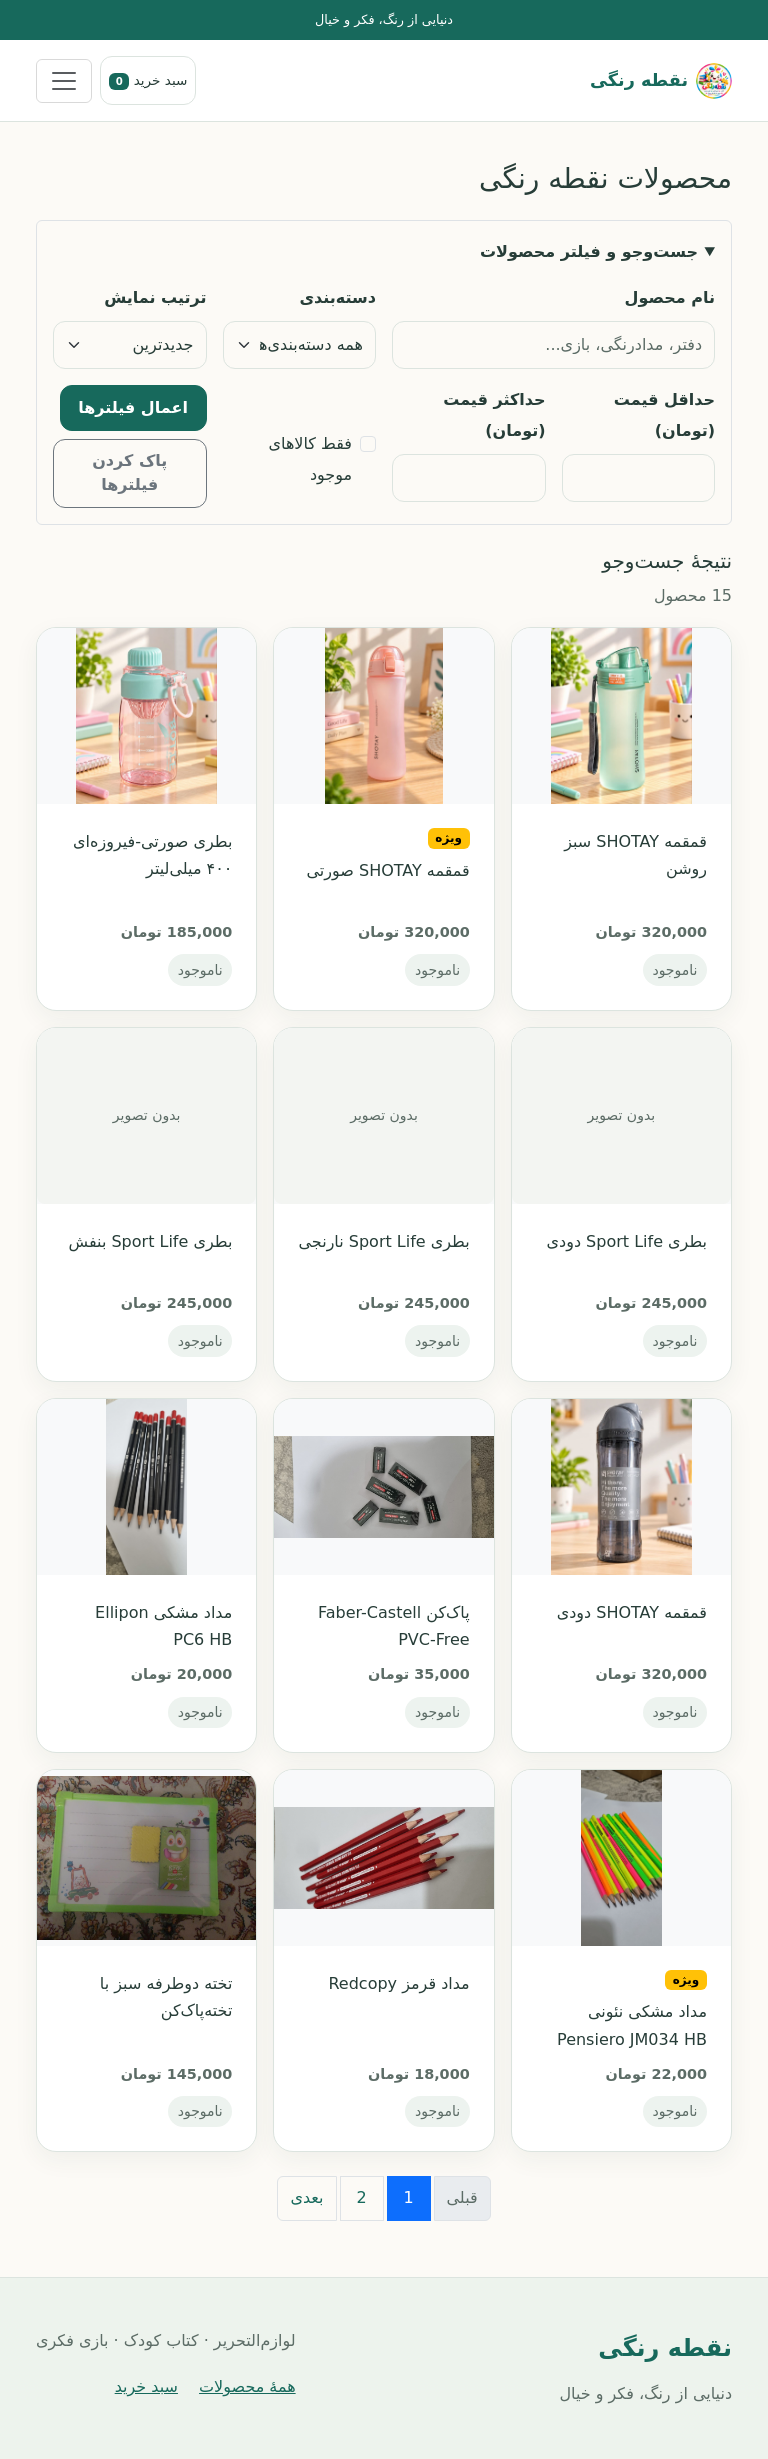 دنیایی از رنگ، فکر و خیال
نقطه رنگی
سبد خرید 0
محصولات نقطه رنگی
▼ جست‌وجو و فیلتر محصولات
نام محصول
دسته‌بندی
ترتیب نمایش
دفتر، مدادرنگی، بازی...
همه دسته‌بندی‌ها
جدیدترین
حداقل قیمت
(تومان)
حداکثر قیمت
(تومان)
فقط کالاهای
موجود
اعمال فیلترها
پاک کردن
فیلترها
نتیجهٔ جست‌وجو
15 محصول
قمقمه SHOTAY سبز
روشن
320,000 تومان
ناموجود
ویژه
قمقمه SHOTAY صورتی
320,000 تومان
ناموجود
بطری صورتی-فیروزه‌ای
۴۰۰ میلی‌لیتر
185,000 تومان
ناموجود
بدون تصویر
بطری Sport Life دودی
245,000 تومان
ناموجود
بدون تصویر
بطری Sport Life نارنجی
245,000 تومان
ناموجود
بدون تصویر
بطری Sport Life بنفش
245,000 تومان
ناموجود
قمقمه SHOTAY دودی
320,000 تومان
ناموجود
پاک‌کن Faber-Castell
PVC-Free
35,000 تومان
ناموجود
مداد مشکی Ellipon
PC6 HB
20,000 تومان
ناموجود
ویژه
مداد مشکی نئونی
Pensiero JM034 HB
22,000 تومان
ناموجود
مداد قرمز Redcopy
18,000 تومان
ناموجود
تخته دوطرفه سبز با
تخته‌پاک‌کن
145,000 تومان
ناموجود
قبلی
1
2
بعدی
نقطه رنگی
دنیایی از رنگ، فکر و خیال
لوازم‌التحریر · کتاب کودک · بازی فکری
همهٔ محصولات
سبد خرید